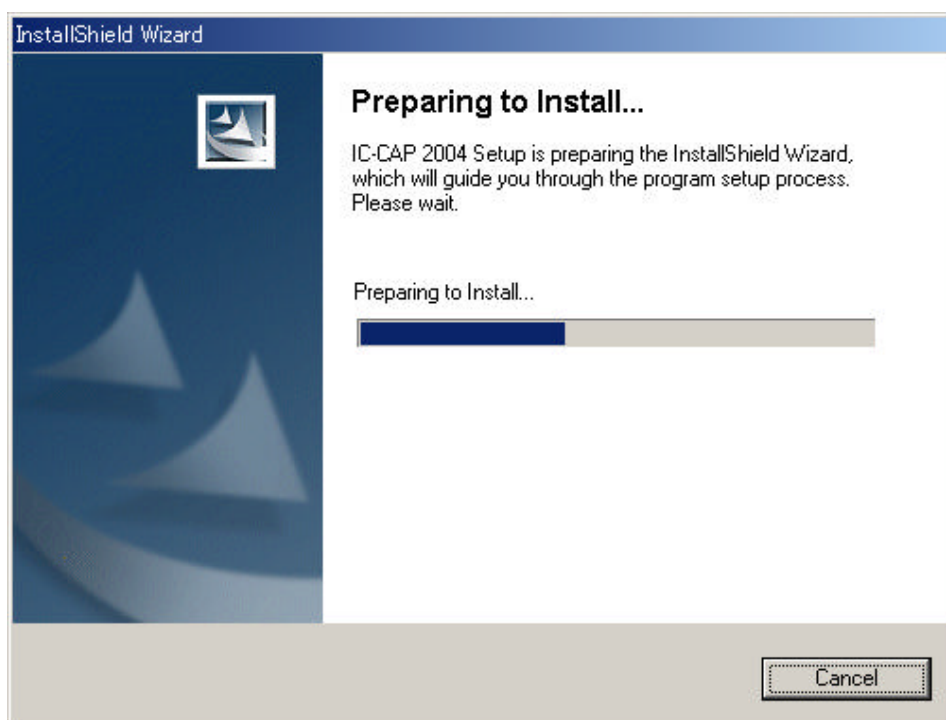 InstallShield Wizard
Preparing to Install...
IC-CAP 2004 Setup is preparing the InstallShield Wizard,
which will guide you through the program setup process.
Please wait.
Preparing to Install...
Cancel